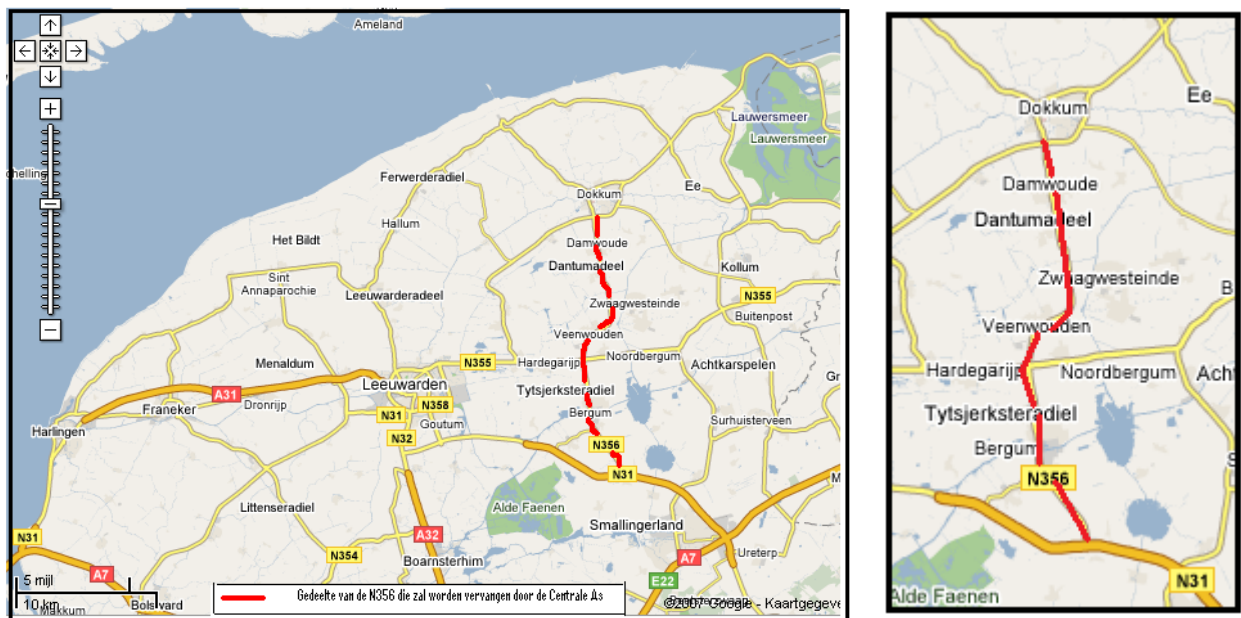 Ameland
Lauwersmeer
Lauwersmeer
Ferwerderadiel
Ee
Dokkum
Hallum
Het Bildt
Damwoude
Dantumadeel
Kollum
Sint
Annaparochie
Leeuwarderadeel
Zwaagwesteinde
N355
Buitenpost
Veenwouden
Menaldum
N355
Hardegarijp
Noordbergum
Achtkarspelen
Leeuwarden
A31
Dronrijp
Tytsjerksteradiel
Franeker
N31
N358
Bergum
Surhuisterveen
Goutum
Harlingen
N32
N356
N31
Littenseradiel
Alde Faenen
Smallingerland
N31
A32
N354
Boarnsterhim
A7
Ureterp
A7
E22
5 mijl
10 km
Makkum
Bolsward
Gedeelte van de N356 die zal worden vervangen door de Centrale As
©2007 Google - Kaartgegeve
Dokkum
Ee
Damwoude
Dantumadeel
Zwaagwesteinde
B
Veenwouden
Hardegarijp
Noordbergum
Acht
Tytsjerksteradiel
Bergum
N356
S
N31
Alde Faenen